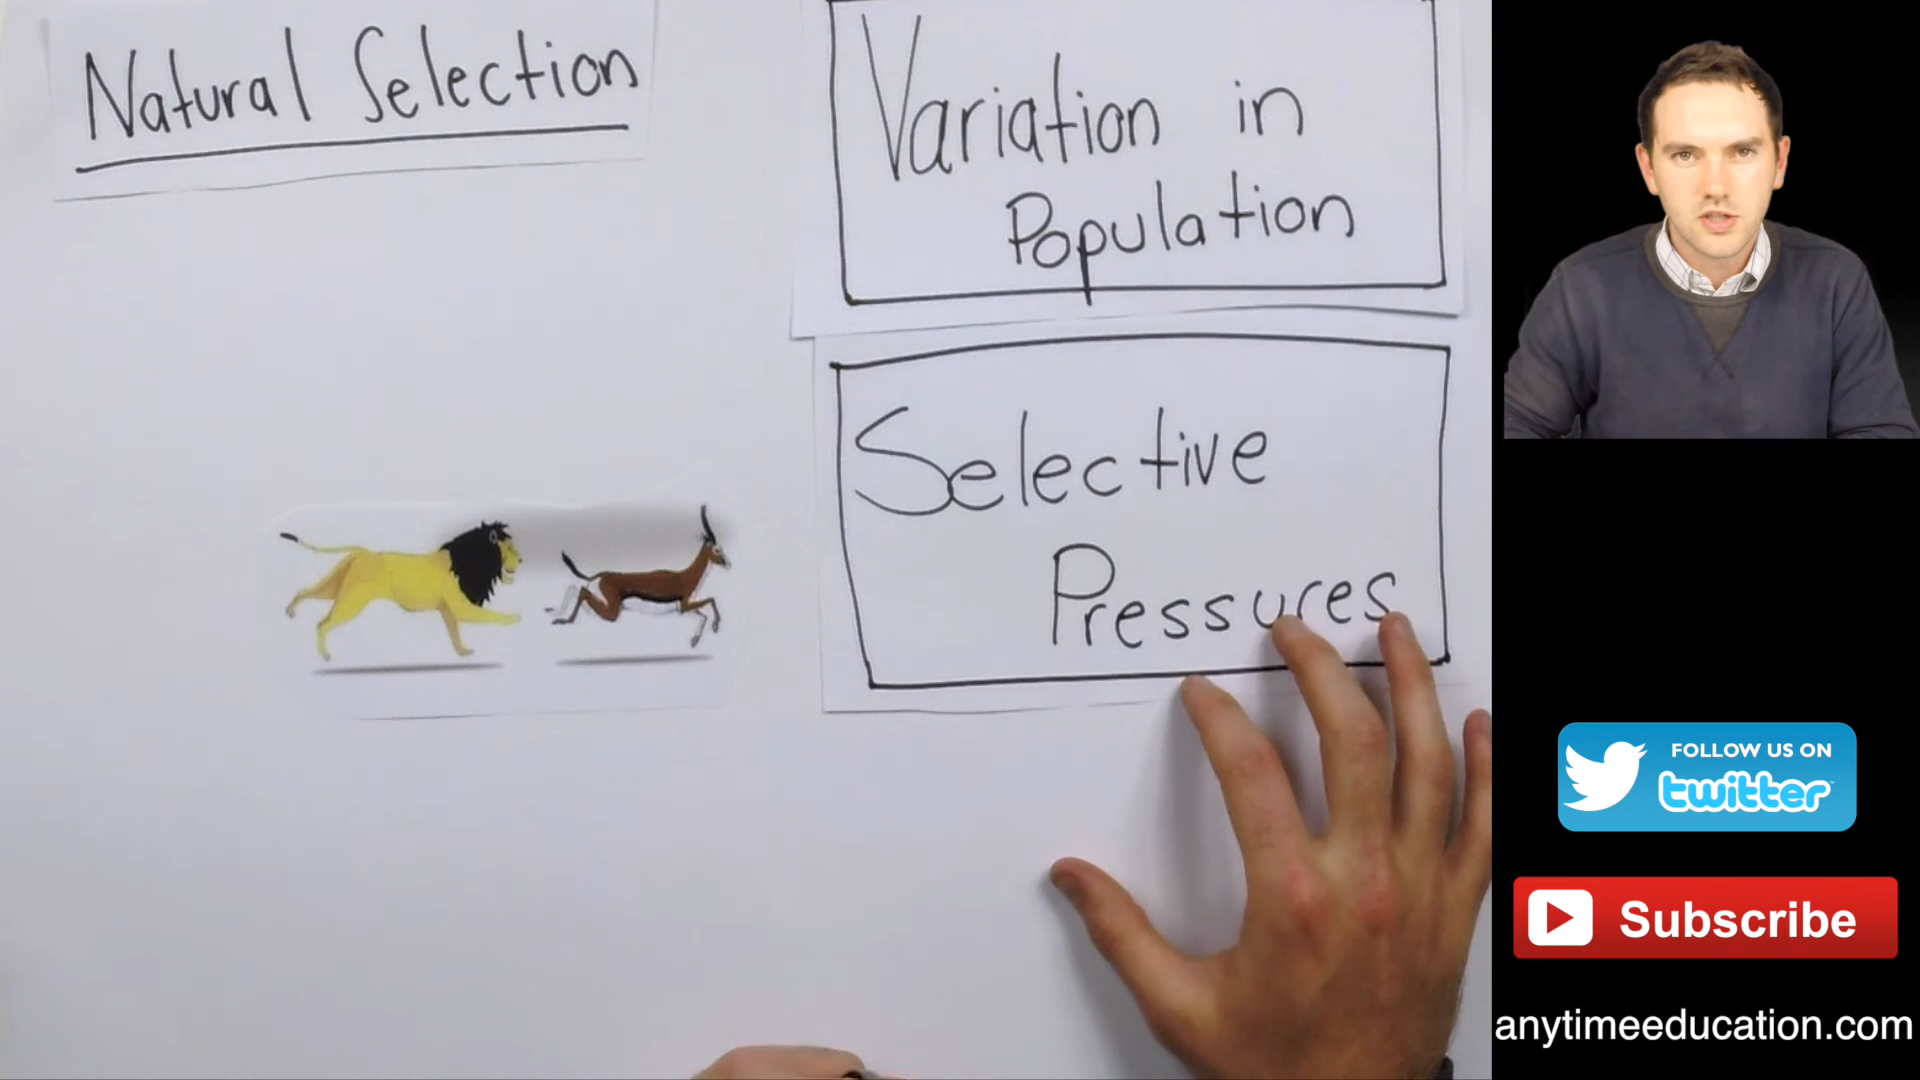 Natural Selection
Variation in
Population
Selective
Pressures
FOLLOW US ON
twitter
Subscribe
anytimeeducation.com